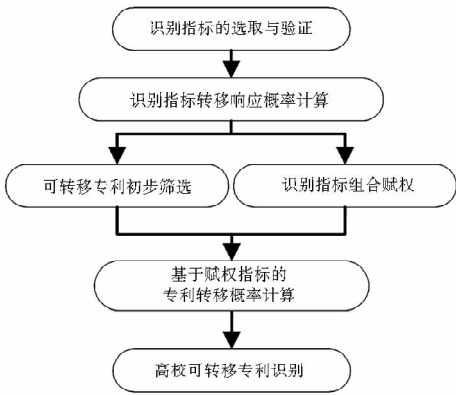 识别指标的选取与验证
识别指标转移响应概率计算
可转移专利初步筛选
识别指标组合赋权
基于赋权指标的
专利转移概率计算
高校可转移专利识别